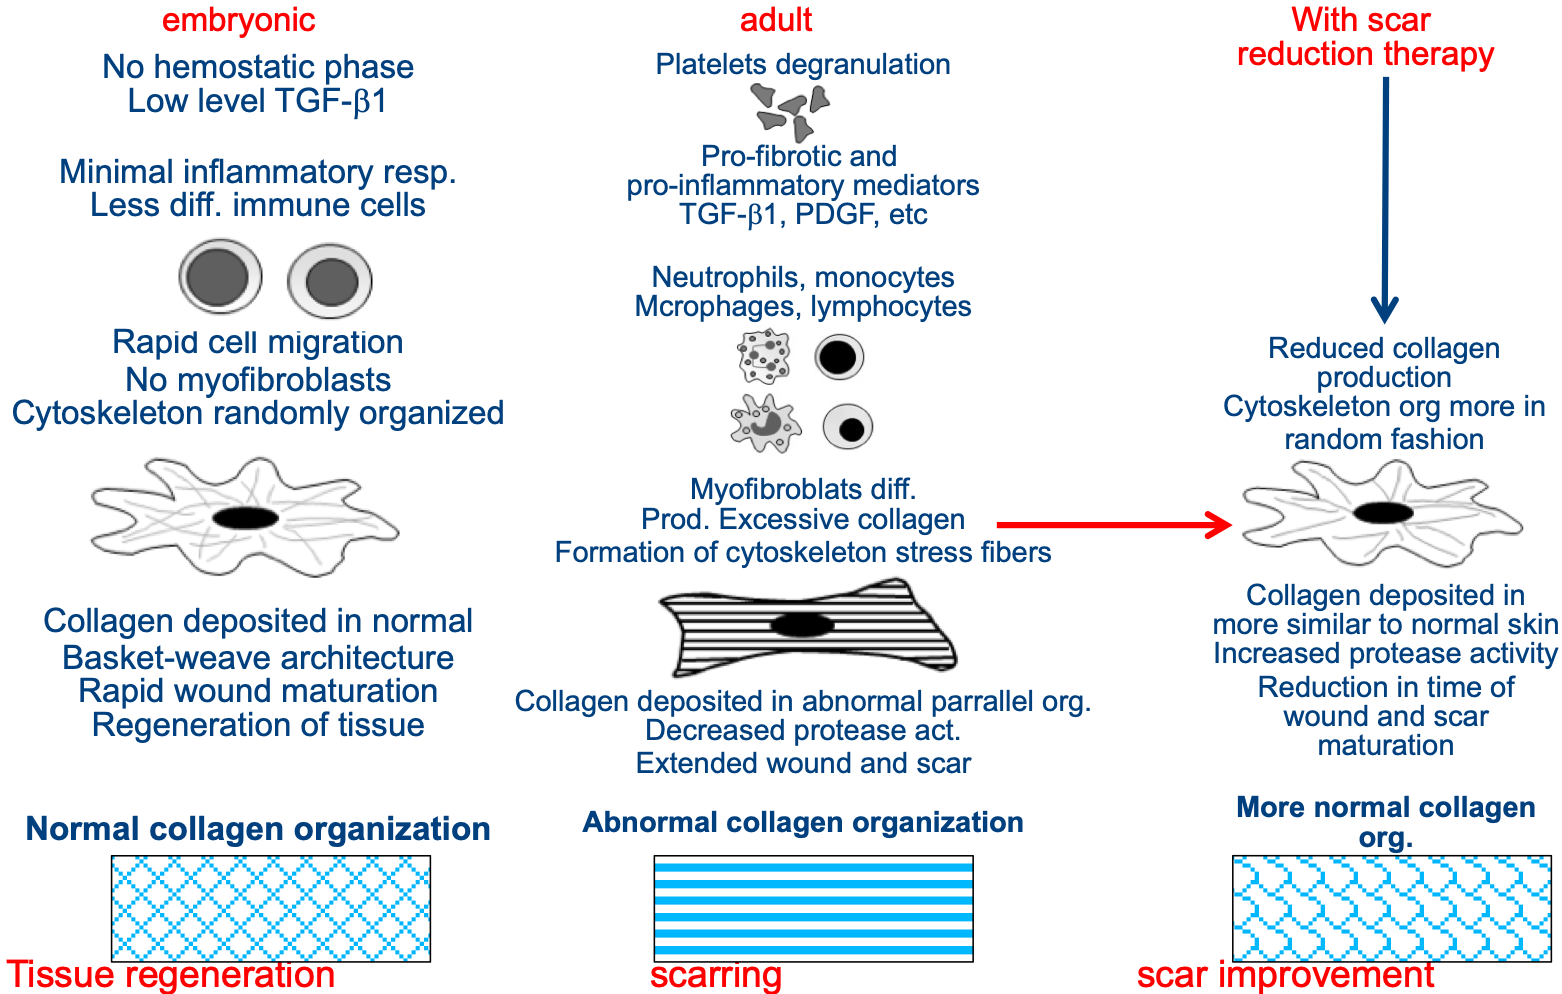 embryonic
No hemostatic phase
Low level TGF-β1
Minimal inflammatory resp.
Less diff. immune cells
Rapid cell migration
No myofibroblasts
Cytoskeleton randomly organized
Collagen deposited in normal
Basket-weave architecture
Rapid wound maturation
Regeneration of tissue
Normal collagen organization
Tissue regeneration
adult
Platelets degranulation
Pro-fibrotic and
pro-inflammatory mediators
TGF-β1, PDGF, etc
Neutrophils, monocytes
Mcrophages, lymphocytes
Myofibroblats diff.
Prod. Excessive collagen
Formation of cytoskeleton stress fibers
Collagen deposited in abnormal parrallel org.
Decreased protease act.
Extended wound and scar
Abnormal collagen organization
scarring
With scar
reduction therapy
Reduced collagen
production
Cytoskeleton org more in
random fashion
Collagen deposited in
more similar to normal skin
Increased protease activity
Reduction in time of
wound and scar
maturation
More normal collagen
org.
scar improvement